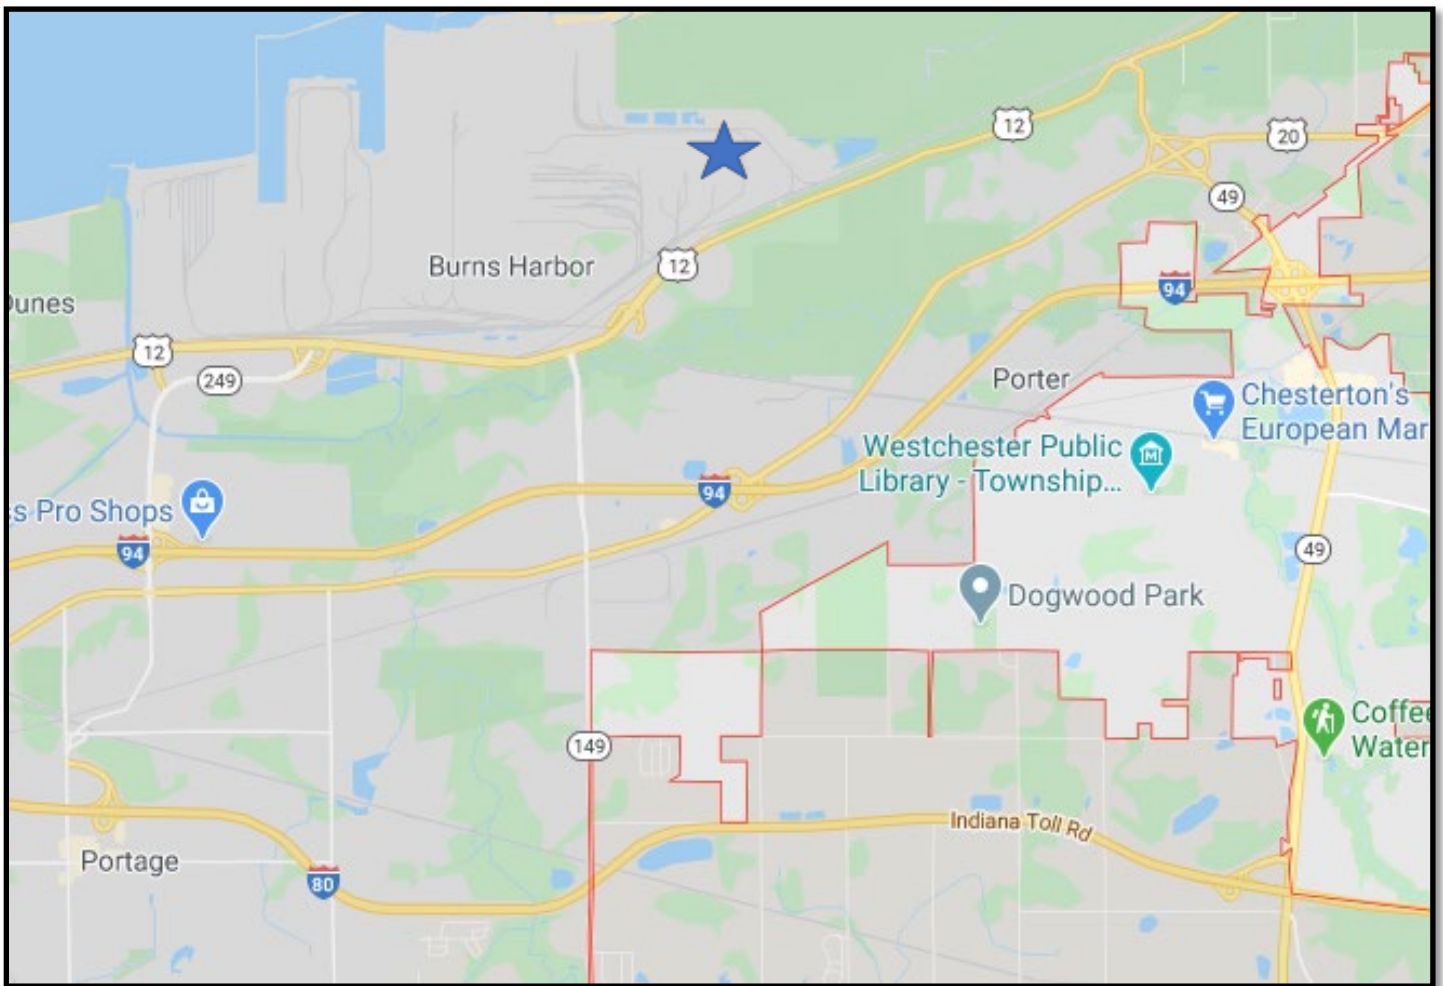 12
20
49
Burns Harbor
12
94
unes
12
249
Porter
Chesterton's
European Mar
Westchester Public
Library - Township...
94
s Pro Shops
94
49
Dogwood Park
Coffee
Water
149
Indiana Toll Rd
Portage
80